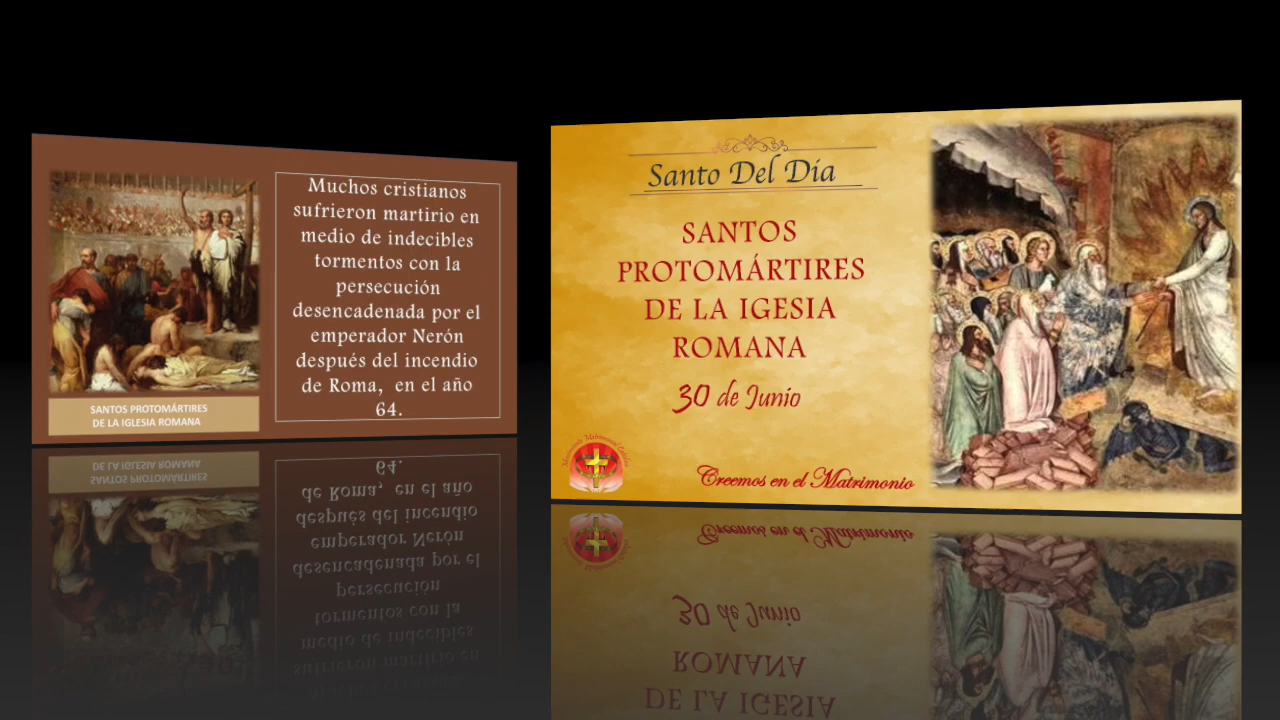 Muchos cristianos
sufrieron martirio en
medio de indecibles
tormentos con la
persecución
desencadenada por el
emperador Nerón
después del incendio
de Roma, en el año
64.
SANTOS PROTOMÁRTIRES
DE LA IGLESIA ROMANA
Santo Del Día
SANTOS
PROTOMÁRTIRES
DE LA IGESIA
ROMANA
30 de Junio
Creemos en el Matrimonio